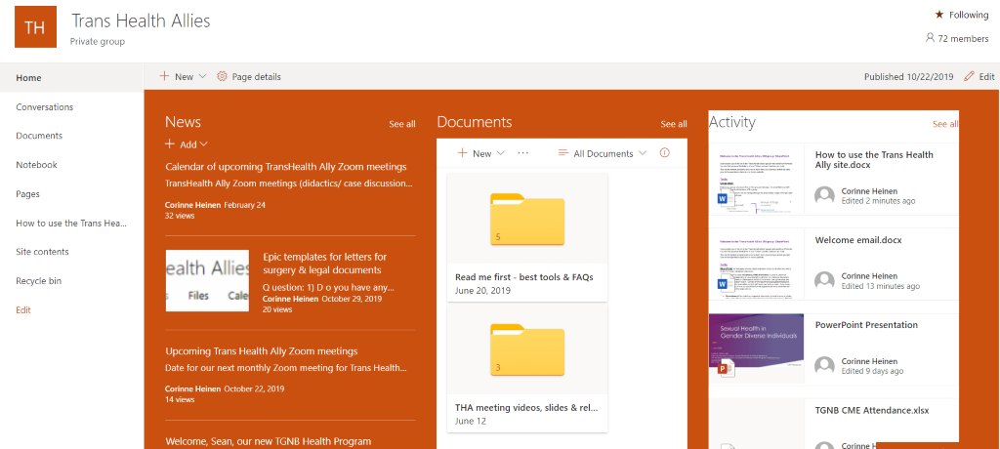 TH
Trans Health Allies
Private group
Following
72 members
Home
Conversations
Documents
Notebook
Pages
How to use the Trans Hea...
Site contents
Recycle bin
Edit
New
Page details
Published 10/22/2019
Edit
News
See all
Add
Calendar of upcoming TransHealth Ally Zoom meetings
TransHealth Ally Zoom meetings (didactics/ case discussion...
Corinne Heinen February 24
32 views
ealth Allies
Files Cale
Epic templates for letters for
surgery & legal documents
Q uestion: 1) D o you have any...
Corinne Heinen October 29, 2019
20 views
Upcoming Trans Health Ally Zoom meetings
Date for our next monthly Zoom meeting for Trans Health...
Corinne Heinen October 22, 2019
14 views
Welcome, Sean, our new TGNB Health Program
Documents
See all
New
All Documents
5
Read me first - best tools & FAQs
June 20, 2019
3
THA meeting videos, slides & rel...
June 12
Activity
See all
How to use the Trans Health
Ally site.docx
Corinne Heinen
Edited 2 minutes ago
Welcome email.docx
Corinne Heinen
Edited 13 minutes ago
Sexual Health in
Gender Diverse Individuals
PowerPoint Presentation
Corinne Heinen
Edited 9 days ago
TGNB CME Attendance.xlsx
Corinne